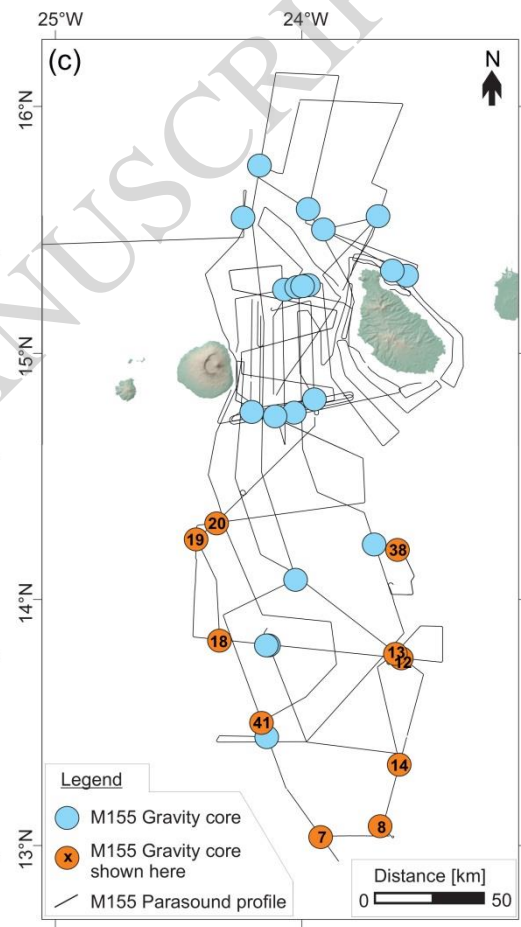 25°W 24°W
(c)
N
16°N
15°N
14°N
13°N
20
19
38
18
13
12
41
14
8
7
Legend
M155 Gravity core
x M155 Gravity core
shown here
M155 Parasound profile
Distance [km]
0 50
NUSCRI